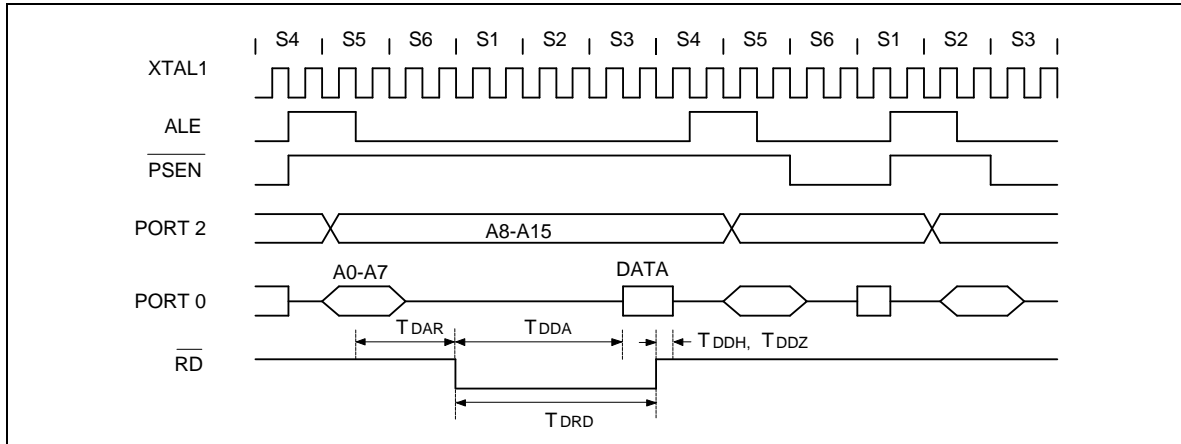 S4 S5 S6 S1 S2 S3 S4 S5 S6 S1 S2 S3
XTAL1
ALE
PSEN
PORT 2
A8-A15
A0-A7
DATA
PORT 0
TDAR
TDDA
TDDH, TDDZ
RD
TDRD